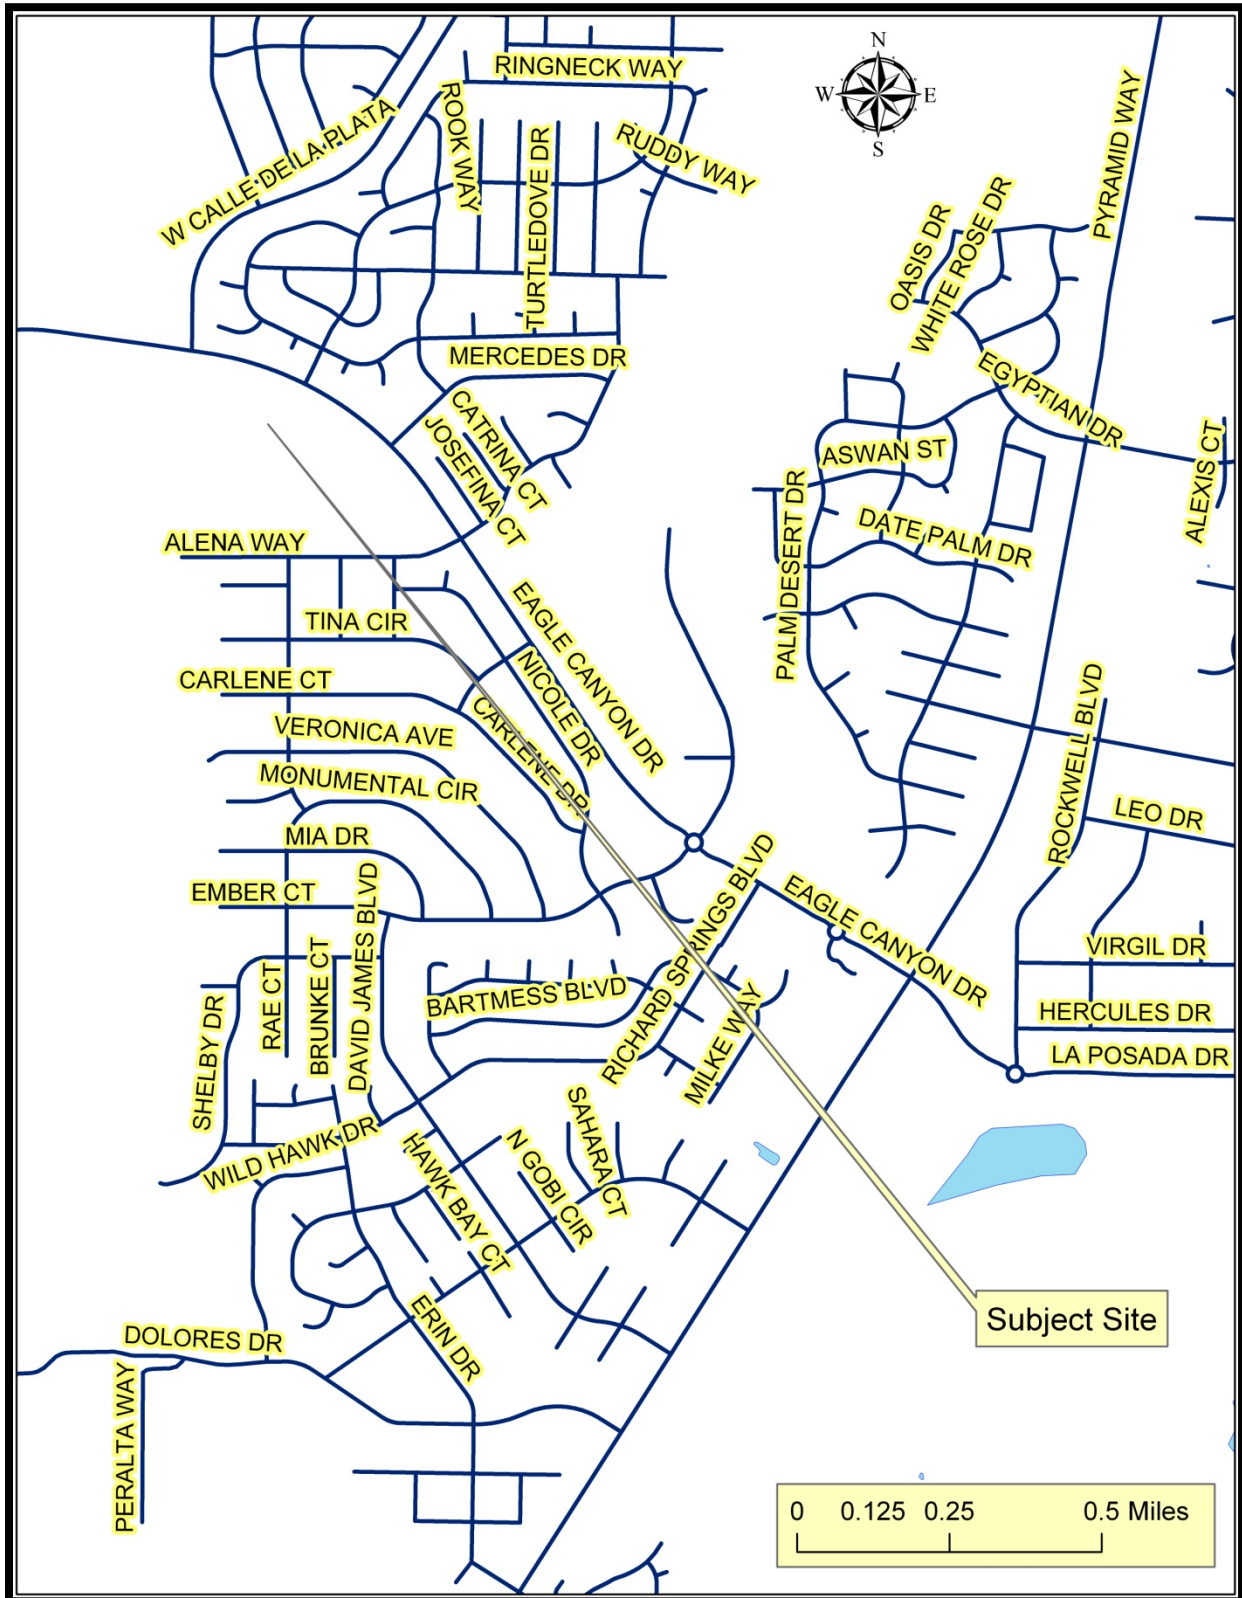 N
W E
S
RINGNECK WAY
ROOK WAY
RUDDY WAY
TURTLEDOVE DR
W CALLE DE LA PLATA
PYRAMID WAY
OASIS DR
WHITE ROSE DR
MERCEDES DR
EGYPTIAN DR
CATRINA CT
JOSEFINA CT
ASWAN ST
ALEXIS CT
PALM DESERT DR
DATE PALM DR
ALENA WAY
TINA CIR
EAGLE CANYON DR
NICOLE DR
CARLENE CT
CARLENE DR
VERONICA AVE
MONUMENTAL CIR
ROCKWELL BLVD
LEO DR
MIA DR
EMBER CT
DAVID JAMES BLVD
RICHARD SPRINGS BLVD
EAGLE CANYON DR
VIRGIL DR
RAE CT
BRUNKE CT
BARTMESS BLVD
MILKE WAY
HERCULES DR
LA POSADA DR
SHELBY DR
WILD HAWK DR
HAWK BAY CT
N GOBI CIR
SAHARA CT
Subject Site
DOLORES DR
ERIN DR
PERALTA WAY
0 0.125 0.25 0.5 Miles